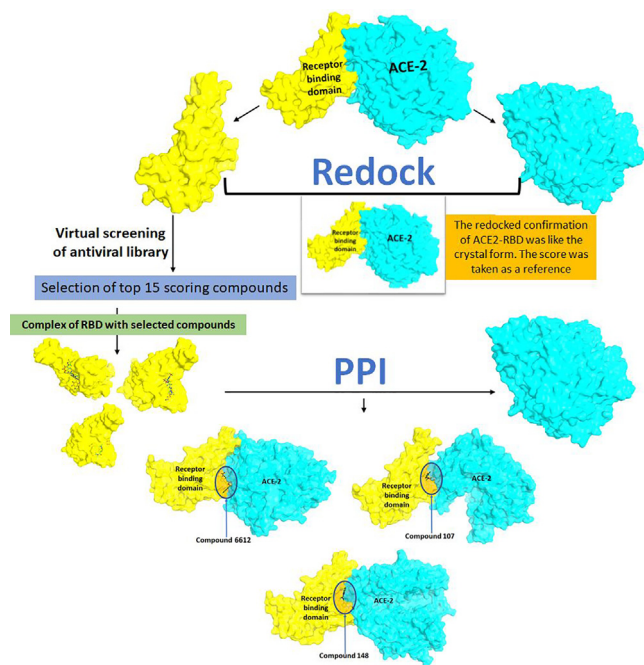 Receptor
binding
domain
ACE-2
Redock
Virtual screening
of antiviral library
Receptor
binding
domain
ACE-2
The redocked confirmation
of ACE2-RBD was like the
crystal form. The score was
taken as a reference
Selection of top 15 scoring compounds
Complex of RBD with selected compounds
PPI
Receptor
binding
domain
ACE-2
Compound 6612
Receptor
binding
domain
ACE-2
Compound 107
Receptor
binding
domain
ACE-2
Compound 148